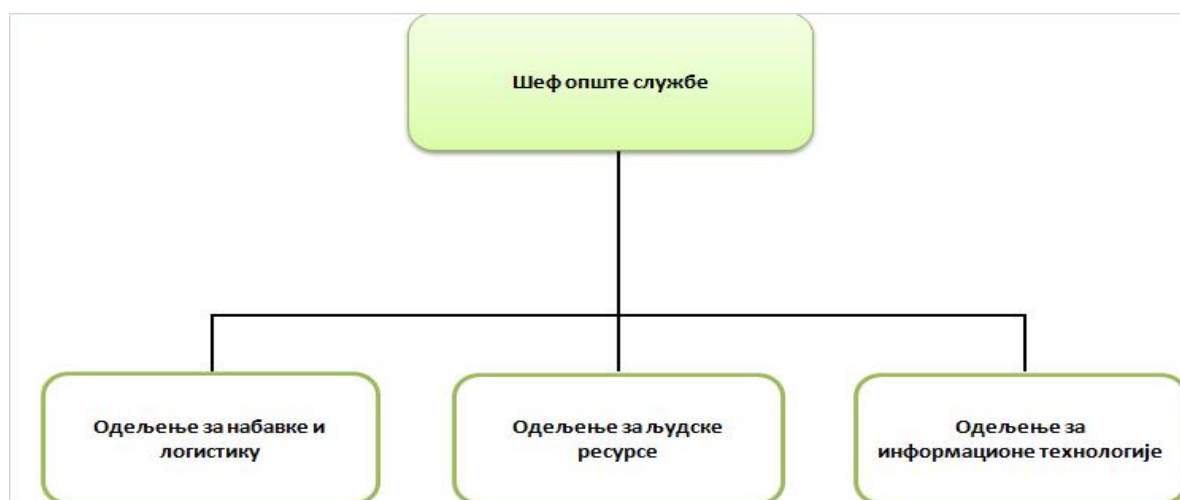 Шеф опште службе
Одељење за набавке и
логистику
Одељење за људске
ресурсе
Одељење за
информационе технологије